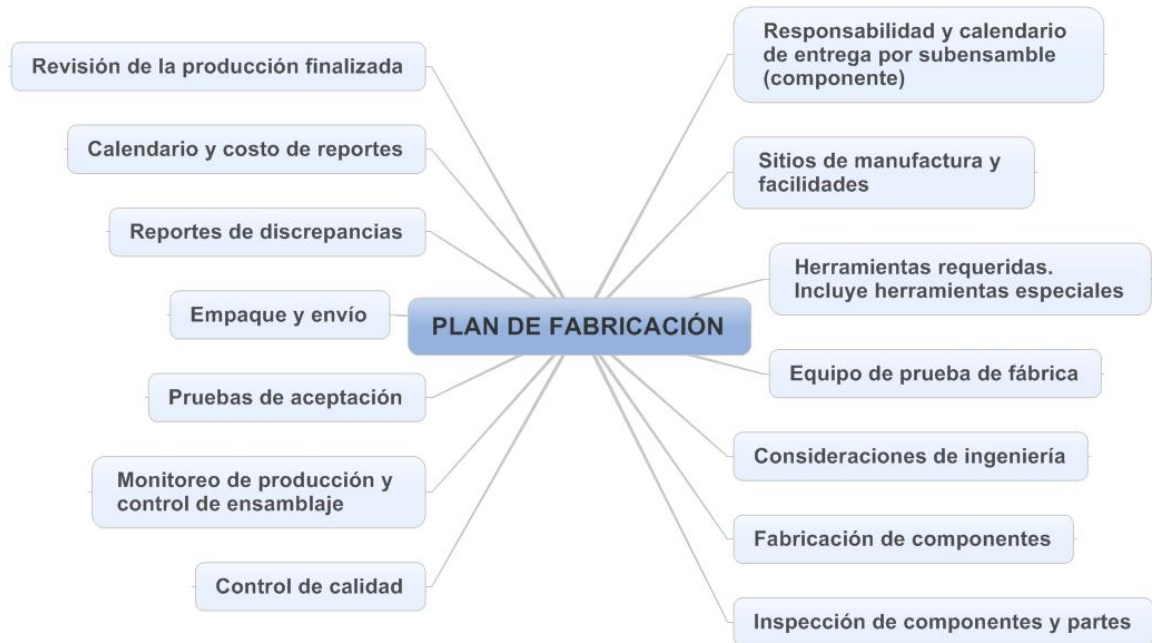 Revisión de la producción finalizada
Calendario y costo de reportes
Reportes de discrepancias
Empaque y envío
Pruebas de aceptación
Monitoreo de producción y
control de ensamblaje
Control de calidad
PLAN DE FABRICACIÓN
Responsabilidad y calendario
de entrega por subensamble
(componente)
Sitios de manufactura y
facilidades
Herramientas requeridas.
Incluye herramientas especiales
Equipo de prueba de fábrica
Consideraciones de ingeniería
Fabricación de componentes
Inspección de componentes y partes